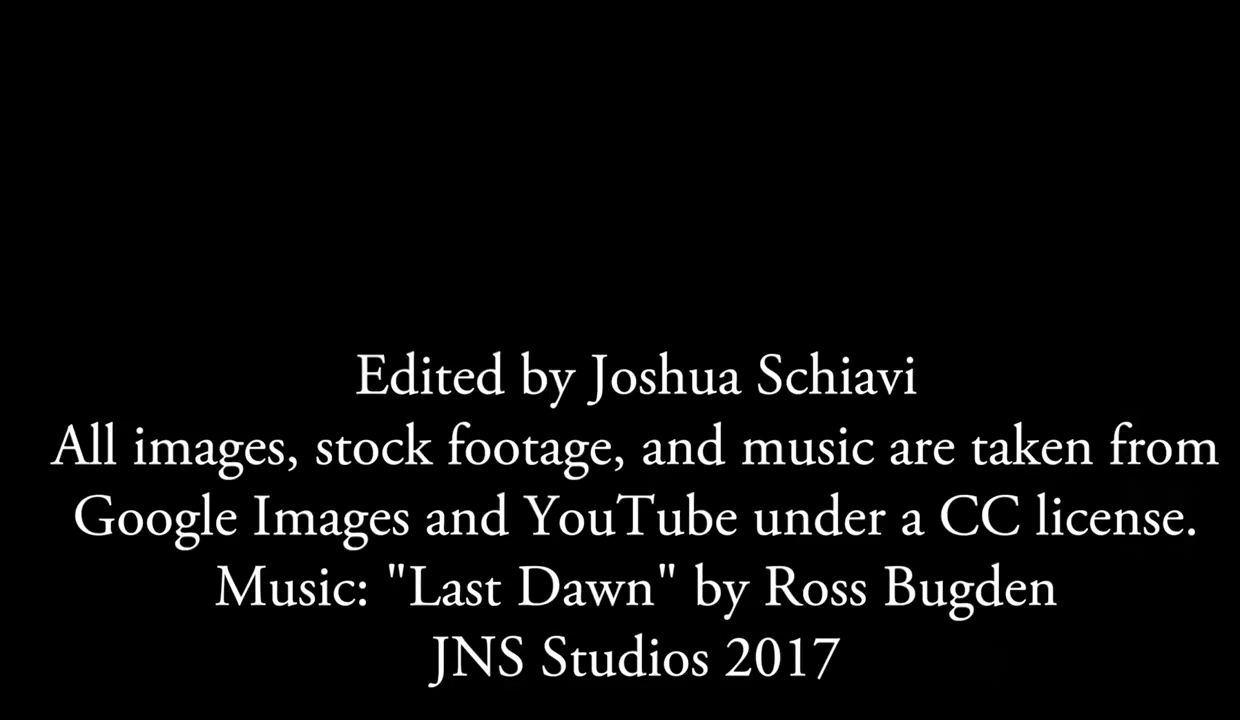 Edited by Joshua Schiavi
All images, stock footage, and music are taken from
Google Images and YouTube under a CC license.
Music: "Last Dawn" by Ross Bugden
JNS Studios 2017